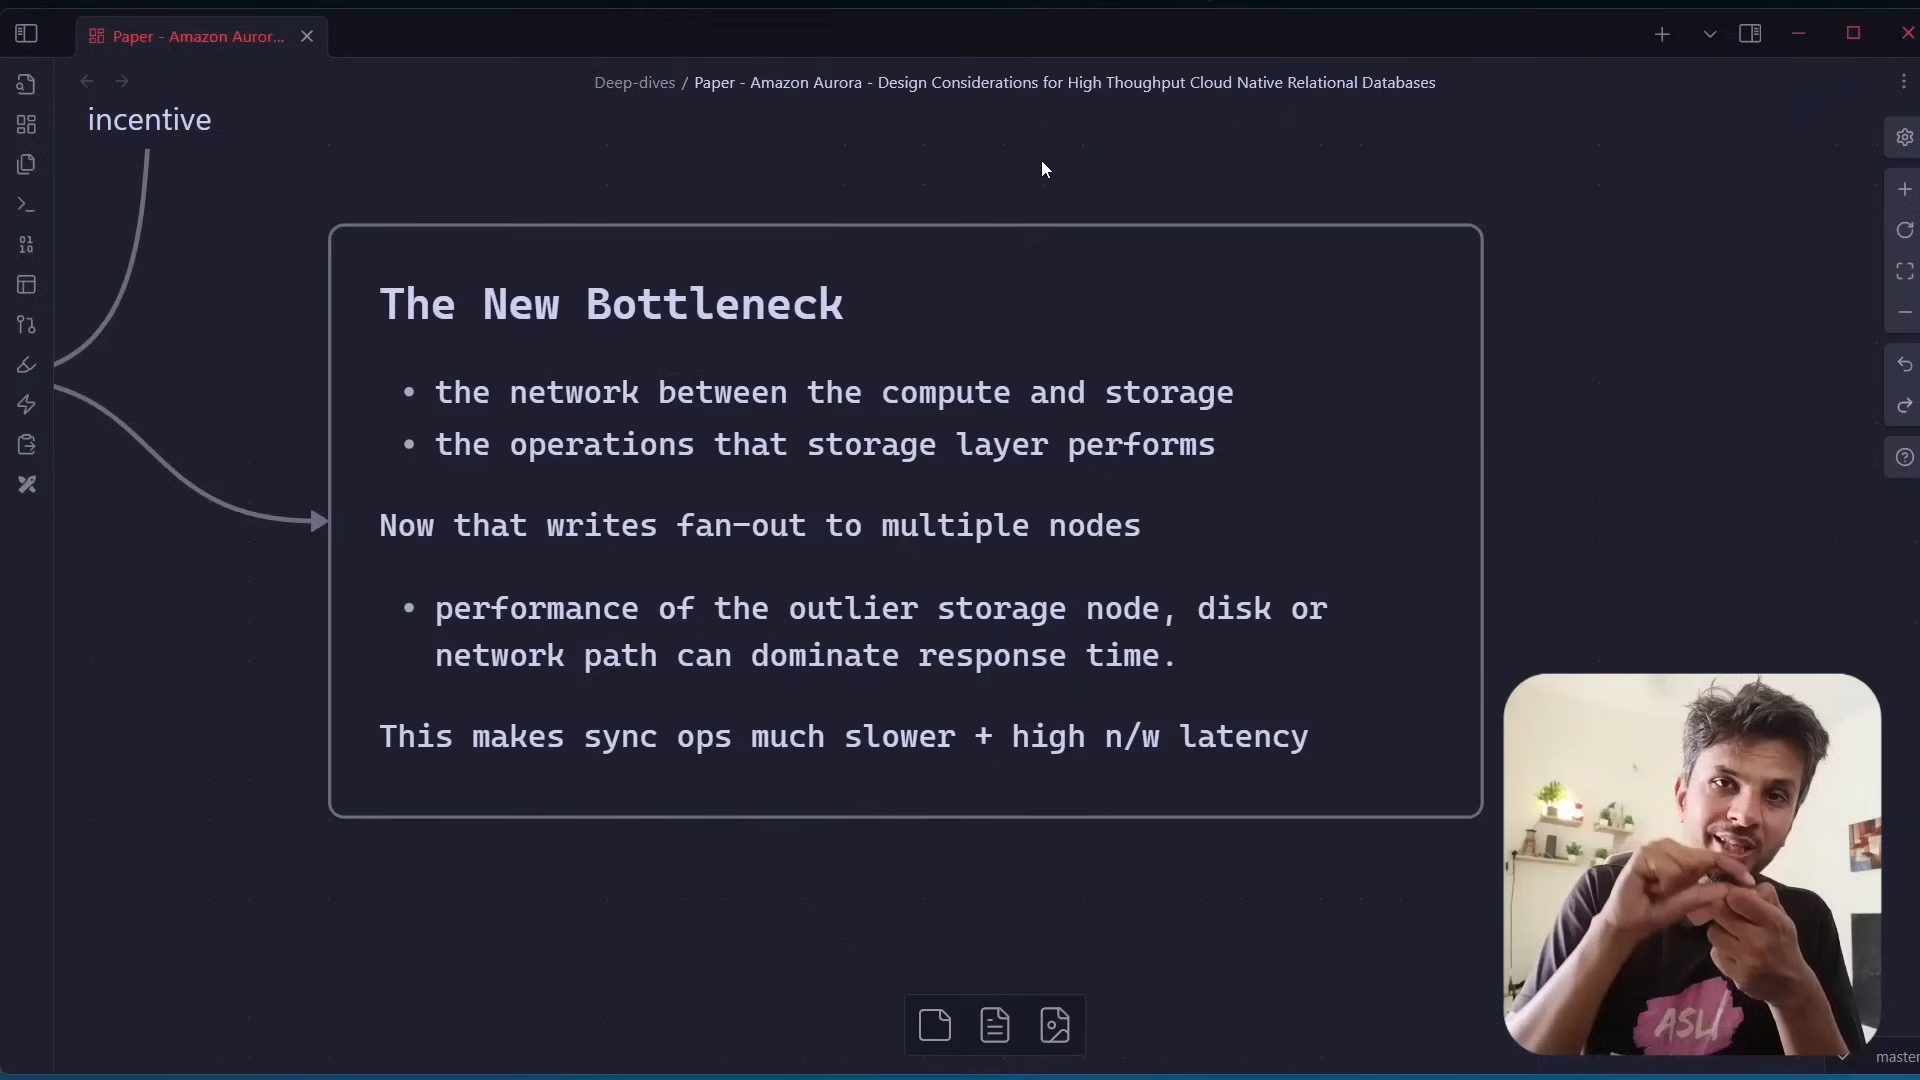 Paper - Amazon Auror...
Deep-dives / Paper - Amazon Aurora - Design Considerations for High Thoughput Cloud Native Relational Databases
incentive
The New Bottleneck
• the network between the compute and storage
• the operations that storage layer performs
Now that writes fan-out to multiple nodes
• performance of the outlier storage node, disk or
network path can dominate response time.
This makes sync ops much slower + high n/w latency
ASLI
master